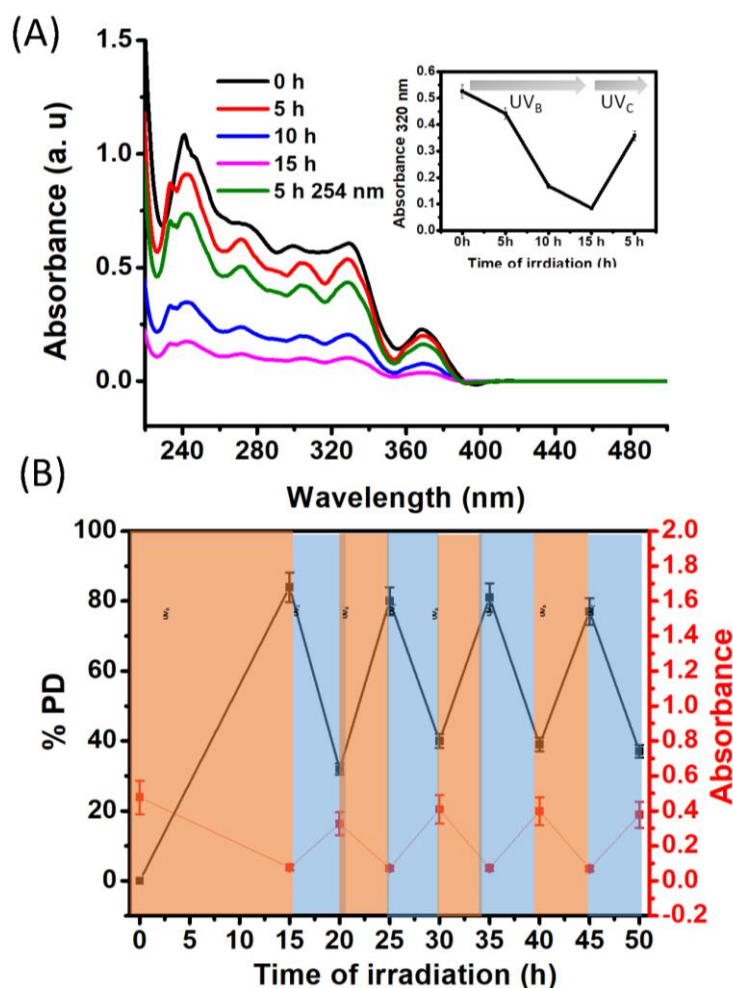 (A)
1.5
1.0
0.5
0.0
Absorbance (a. u)
0 h
5 h
10 h
15 h
5 h 254 nm
0.6
0.5
0.4
0.3
0.2
0.1
0.0
Absorbance 320 nm
UVB
UVC
0h 5h 10 h 15 h 5 h
Time of irrdiation (h)
240 280 320 360 400 440 480
Wavelength (nm)
(B)
100
80
60
40
20
0
% PD
2.0
1.8
1.6
1.4
1.2
1.0
0.8
0.6
0.4
0.2
0.0
-0.2
Absorbance
0 5 10 15 20 25 30 35 40 45 50
Time of irradiation (h)